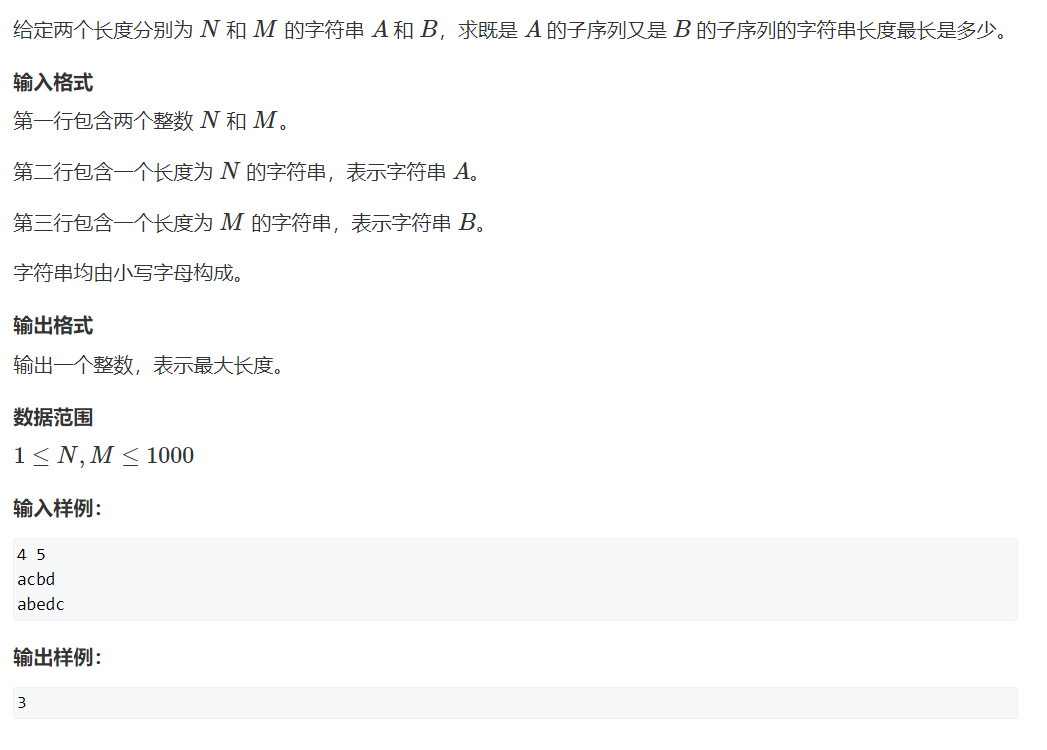 给定两个长度分别为 N 和 M 的字符串 A 和 B，求既是 A 的子序列又是 B 的子序列的字符串长度最长是多少。
输入格式
第一行包含两个整数 N 和 M。
第二行包含一个长度为 N 的字符串，表示字符串 A。
第三行包含一个长度为 M 的字符串，表示字符串 B。
字符串均由小写字母构成。
输出格式
输出一个整数，表示最大长度。
数据范围
1 ≤ N, M ≤ 1000
输入样例：
4 5
acbd
abedc
输出样例：
3